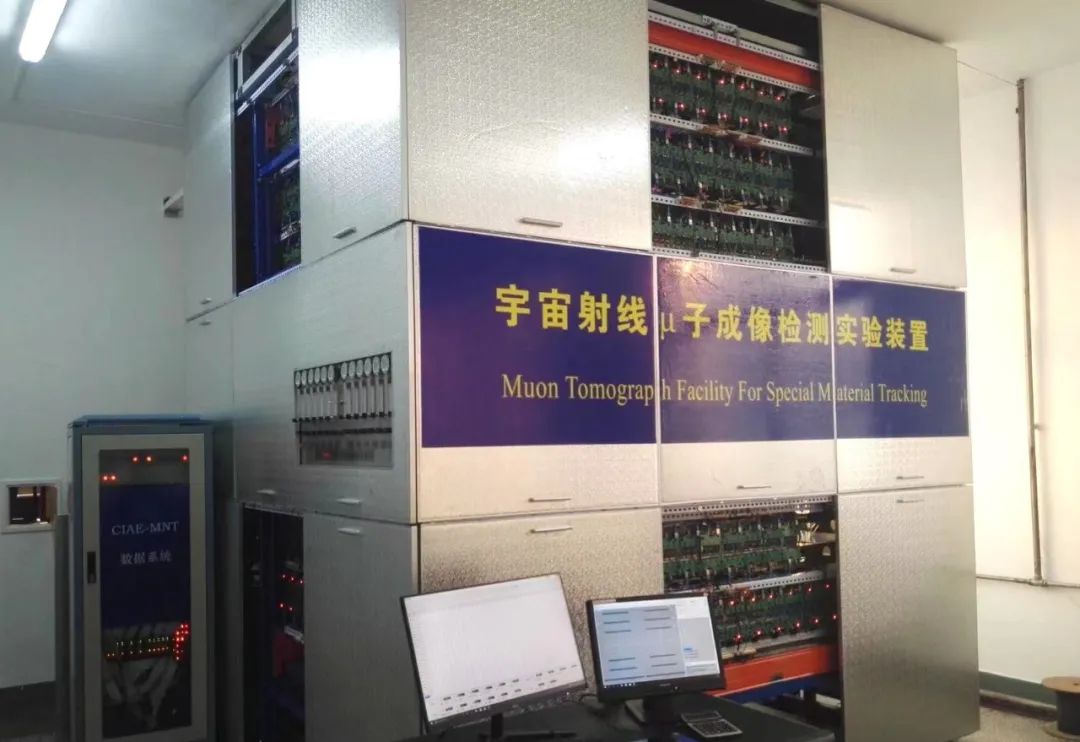 宇宙射线μ子成像检测实验装置
Muon Tomograph Facility For Special Material Tracking
CIAE-MNT
数据系统